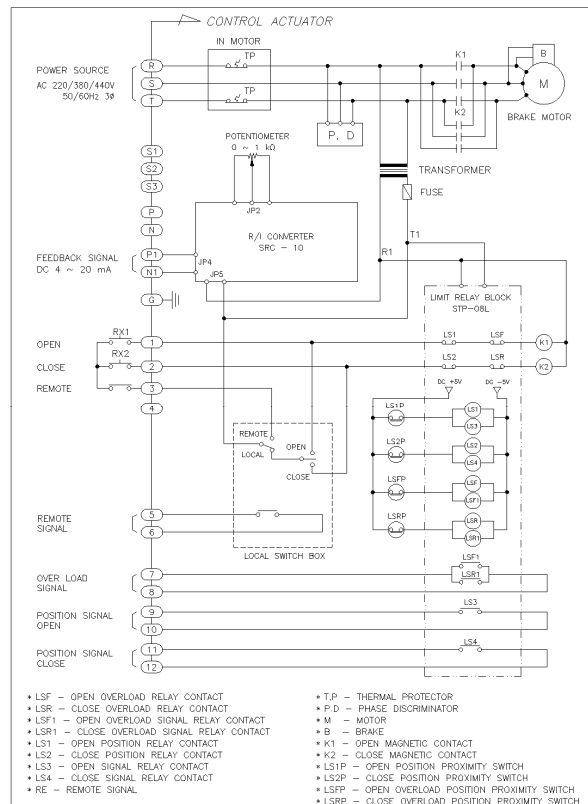 CONTROL ACTUATOR
IN MOTOR
R
TP
K1
B
POWER SOURCE
S
M
AC 220/380/440V
50/60Hz 3ø
T
TP
K2
BRAKE MOTOR
P, D
POTENTIOMETER
0 ~ 1 kΩ
S1
S2
S3
TRANSFORMER
FUSE
JP2
P
N
R/I CONVERTER
SRC - 10
T1
R1
FEEDBACK SIGNAL
DC 4 ~ 20 mA
P1
N1
JP4
JP5
G
LIMIT RELAY BLOCK
STP-08L
RX1
OPEN
1
LS1
LSF
K1
RX2
CLOSE
2
LS2
LSR
K2
REMOTE
3
4
DC +5V
DC -5V
LS1P
LS1
LS3
REMOTE
LOCAL
OPEN
CLOSE
LS2P
LS2
LS4
LSFP
LSF
LSF1
LSRP
LSR
LSR1
REMOTE
SIGNAL
5
6
LOCAL SWITCH BOX
LSF1
LSR1
OVER LOAD
SIGNAL
7
8
POSITION SIGNAL
OPEN
9
10
LS3
POSITION SIGNAL
CLOSE
11
12
LS4
* LSF - OPEN OVERLOAD RELAY CONTACT
* LSR - CLOSE OVERLOAD RELAY CONTACT
* LSF1 - OPEN OVERLOAD SIGNAL RELAY CONTACT
* LSR1 - CLOSE OVERLOAD SIGNAL RELAY CONTACT
* LS1 - OPEN POSITION RELAY CONTACT
* LS2 - CLOSE POSITION RELAY CONTACT
* LS3 - OPEN SIGNAL RELAY CONTACT
* LS4 - CLOSE SIGNAL RELAY CONTACT
* RE - REMOTE SIGNAL
* T,P - THERMAL PROTECTOR
* P.D - PHASE DISCRIMINATOR
* M - MOTOR
* B - BRAKE
* K1 - OPEN MAGNETIC CONTACT
* K2 - CLOSE MAGNETIC CONTACT
* LS1P - OPEN POSITION PROXIMITY SWITCH
* LS2P - CLOSE POSITION PROXIMITY SWITCH
* LSFP - OPEN OVERLOAD POSITION PROXIMITY SWITCH
* LSRP - CLOSE OVERLOAD POSITION PROXIMITY SWITCH